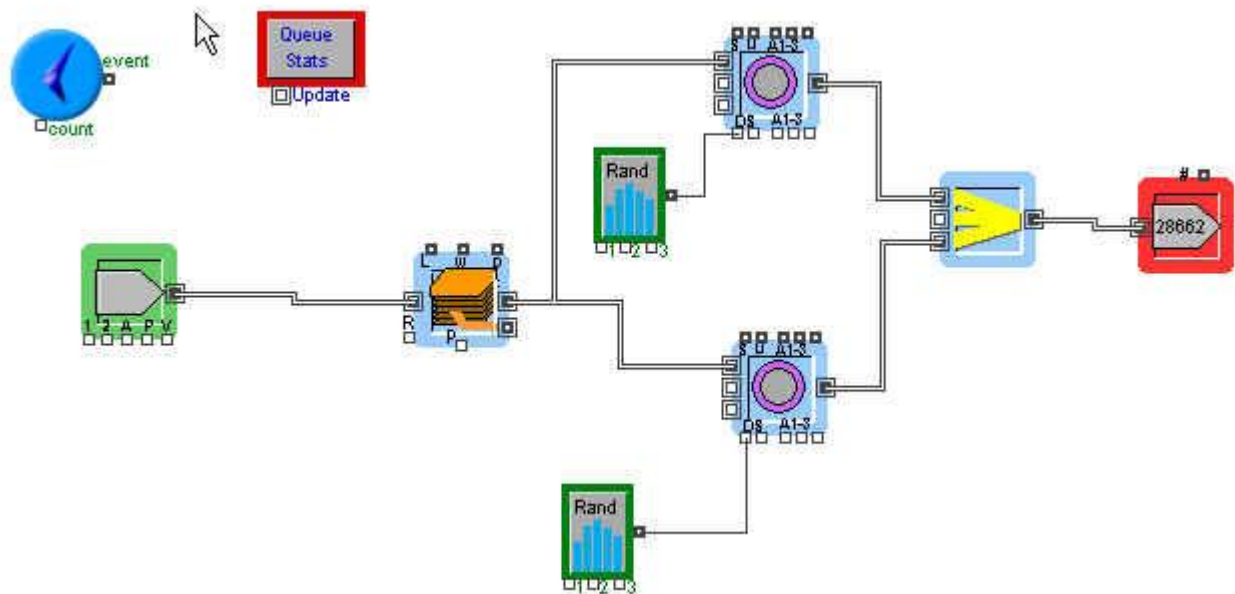 event
count
Queue
Stats
Update
S U A1-3
DS A1-3
Rand
1 2 3
#
28662
1 2 A P V
L W D
R
P
S U A1-3
DS A1-3
Rand
1 2 3